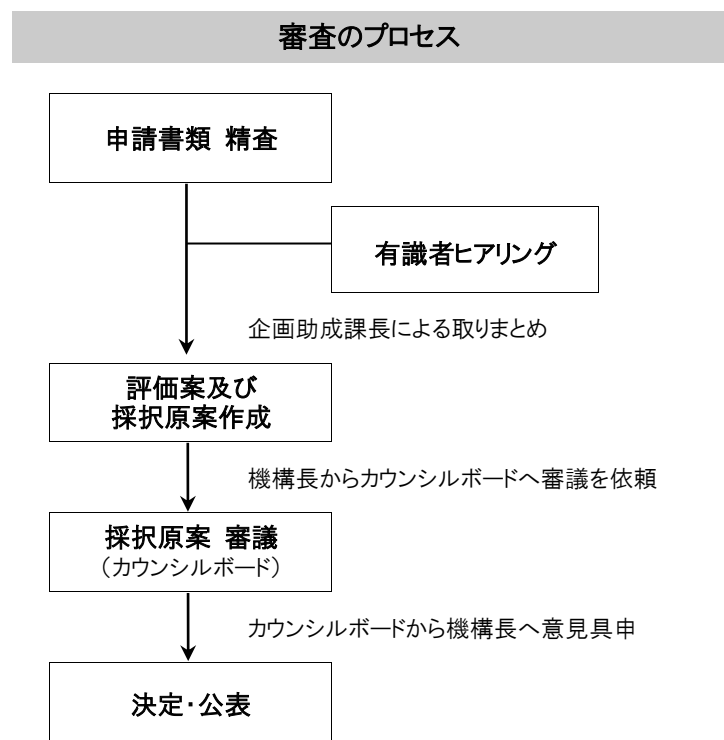 審査のプロセス
申請書類 精査
有識者ヒアリング
企画助成課長による取りまとめ
評価案及び
採択原案作成
機構長からカウンシルボードへ審議を依頼
採択原案 審議
（カウンシルボード）
カウンシルボードから機構長へ意見具申
決定・公表